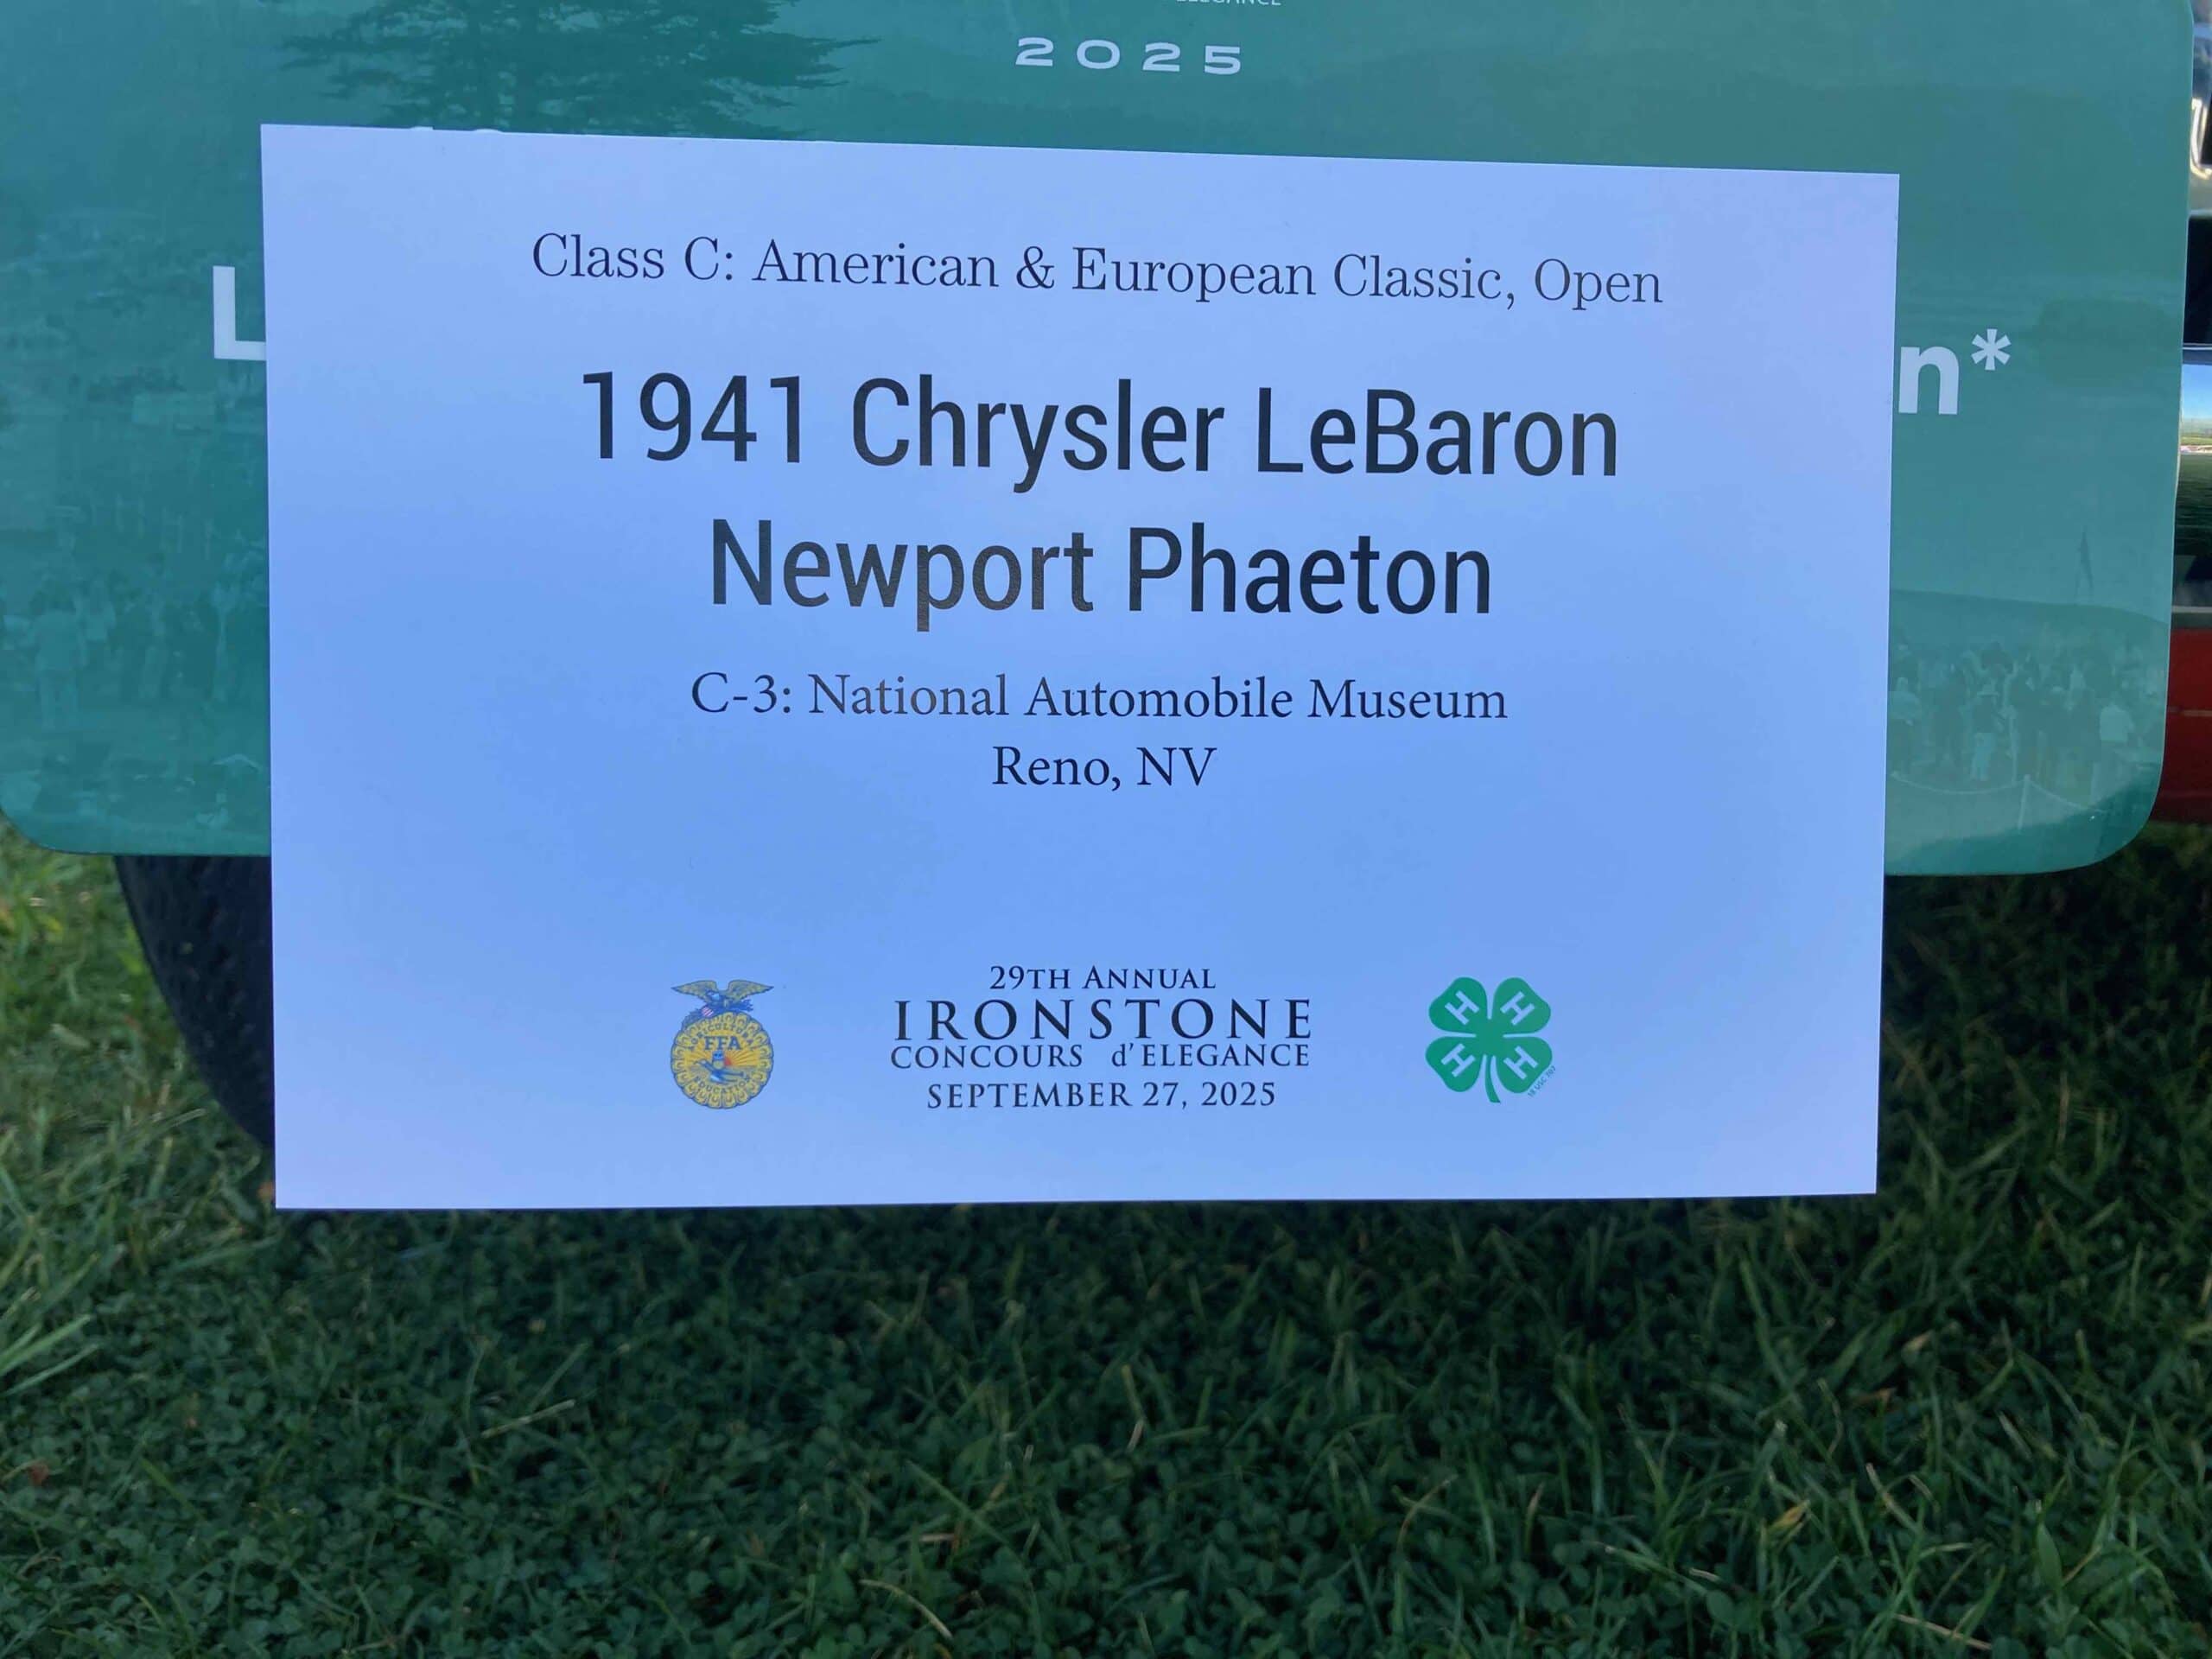 2025
L
n*
Class C: American & European Classic, Open
1941 Chrysler LeBaron
Newport Phaeton
C-3: National Automobile Museum
Reno, NV
FFA
29TH ANNUAL
IRONSTONE
CONCOURS d'ELEGANCE
SEPTEMBER 27, 2025
H H
H H